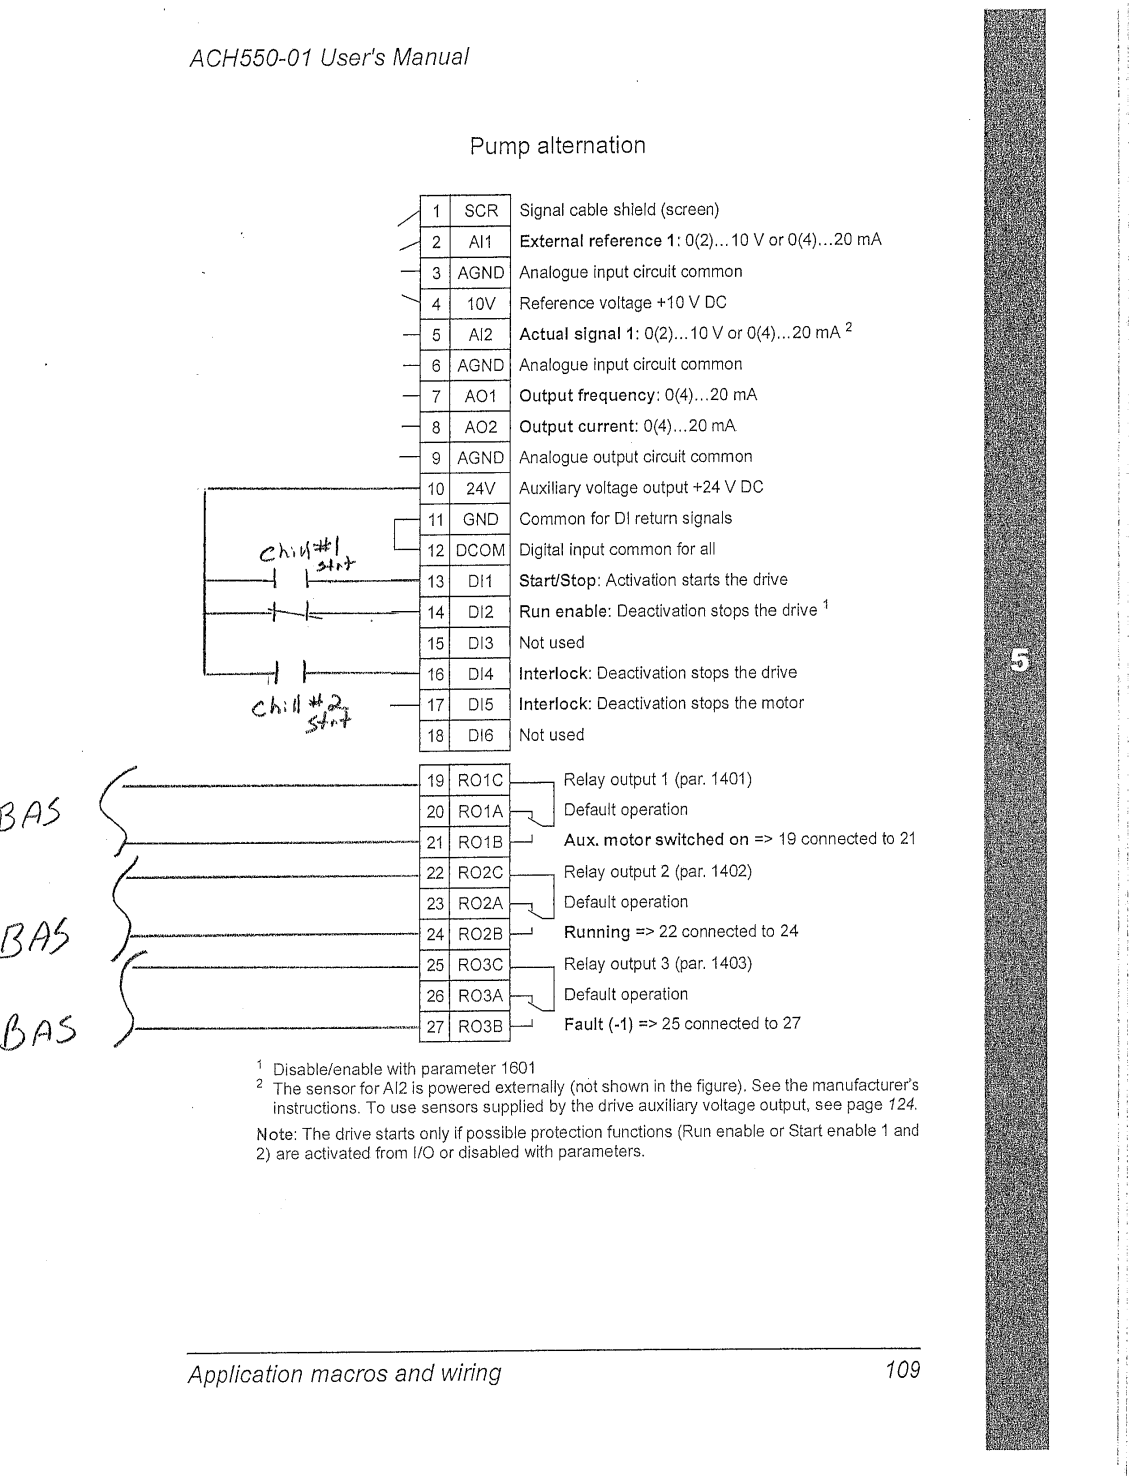 ACH550-01 User's Manual
Pump alternation
1 SCR Signal cable shield (screen)
2 AI1 External reference 1: 0(2)...10 V or 0(4)...20 mA
3 AGND Analogue input circuit common
4 10V Reference voltage +10 V DC
5 AI2 Actual signal 1: 0(2)...10 V or 0(4)...20 mA 2
6 AGND Analogue input circuit common
7 AO1 Output frequency: 0(4)...20 mA
8 AO2 Output current: 0(4)...20 mA
9 AGND Analogue output circuit common
10 24V Auxiliary voltage output +24 V DC
11 GND Common for DI return signals
Chill #1
12 DCOM Digital input common for all
strt
13 DI1 Start/Stop: Activation starts the drive
14 DI2 Run enable: Deactivation stops the drive 1
15 DI3 Not used
5
16 DI4 Interlock: Deactivation stops the drive
Chill #2
17 DI5 Interlock: Deactivation stops the motor
strt
18 DI6 Not used
19 RO1C Relay output 1 (par. 1401)
BAS
20 RO1A Default operation
21 RO1B Aux. motor switched on => 19 connected to 21
22 RO2C Relay output 2 (par. 1402)
23 RO2A Default operation
BAS
24 RO2B Running => 22 connected to 24
25 RO3C Relay output 3 (par. 1403)
26 RO3A Default operation
BAS
27 RO3B Fault (-1) => 25 connected to 27
1 Disable/enable with parameter 1601
2 The sensor for AI2 is powered externally (not shown in the figure). See the manufacturer's
instructions. To use sensors supplied by the drive auxiliary voltage output, see page 124.
Note: The drive starts only if possible protection functions (Run enable or Start enable 1 and
2) are activated from I/O or disabled with parameters.
Application macros and wiring
109